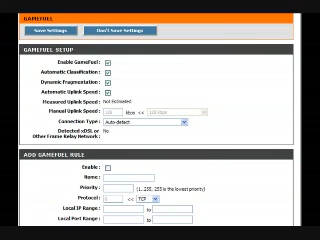 GAMEFUEL
Save Settings Don't Save Settings
GAMEFUEL SETUP
Enable GameFuel :
Automatic Classification :
Dynamic Fragmentation :
Automatic Uplink Speed :
Measured Uplink Speed : Not Estimated
Manual Uplink Speed : 128 kbps << 128 kbps
Connection Type : Auto-detect
Detected xDSL or No
Other Frame Relay Network :
ADD GAMEFUEL RULE
Enable :
Name :
Priority : (1..255, 255 is the lowest priority)
Protocol : << TCP
Local IP Range : to
Local Port Range : to